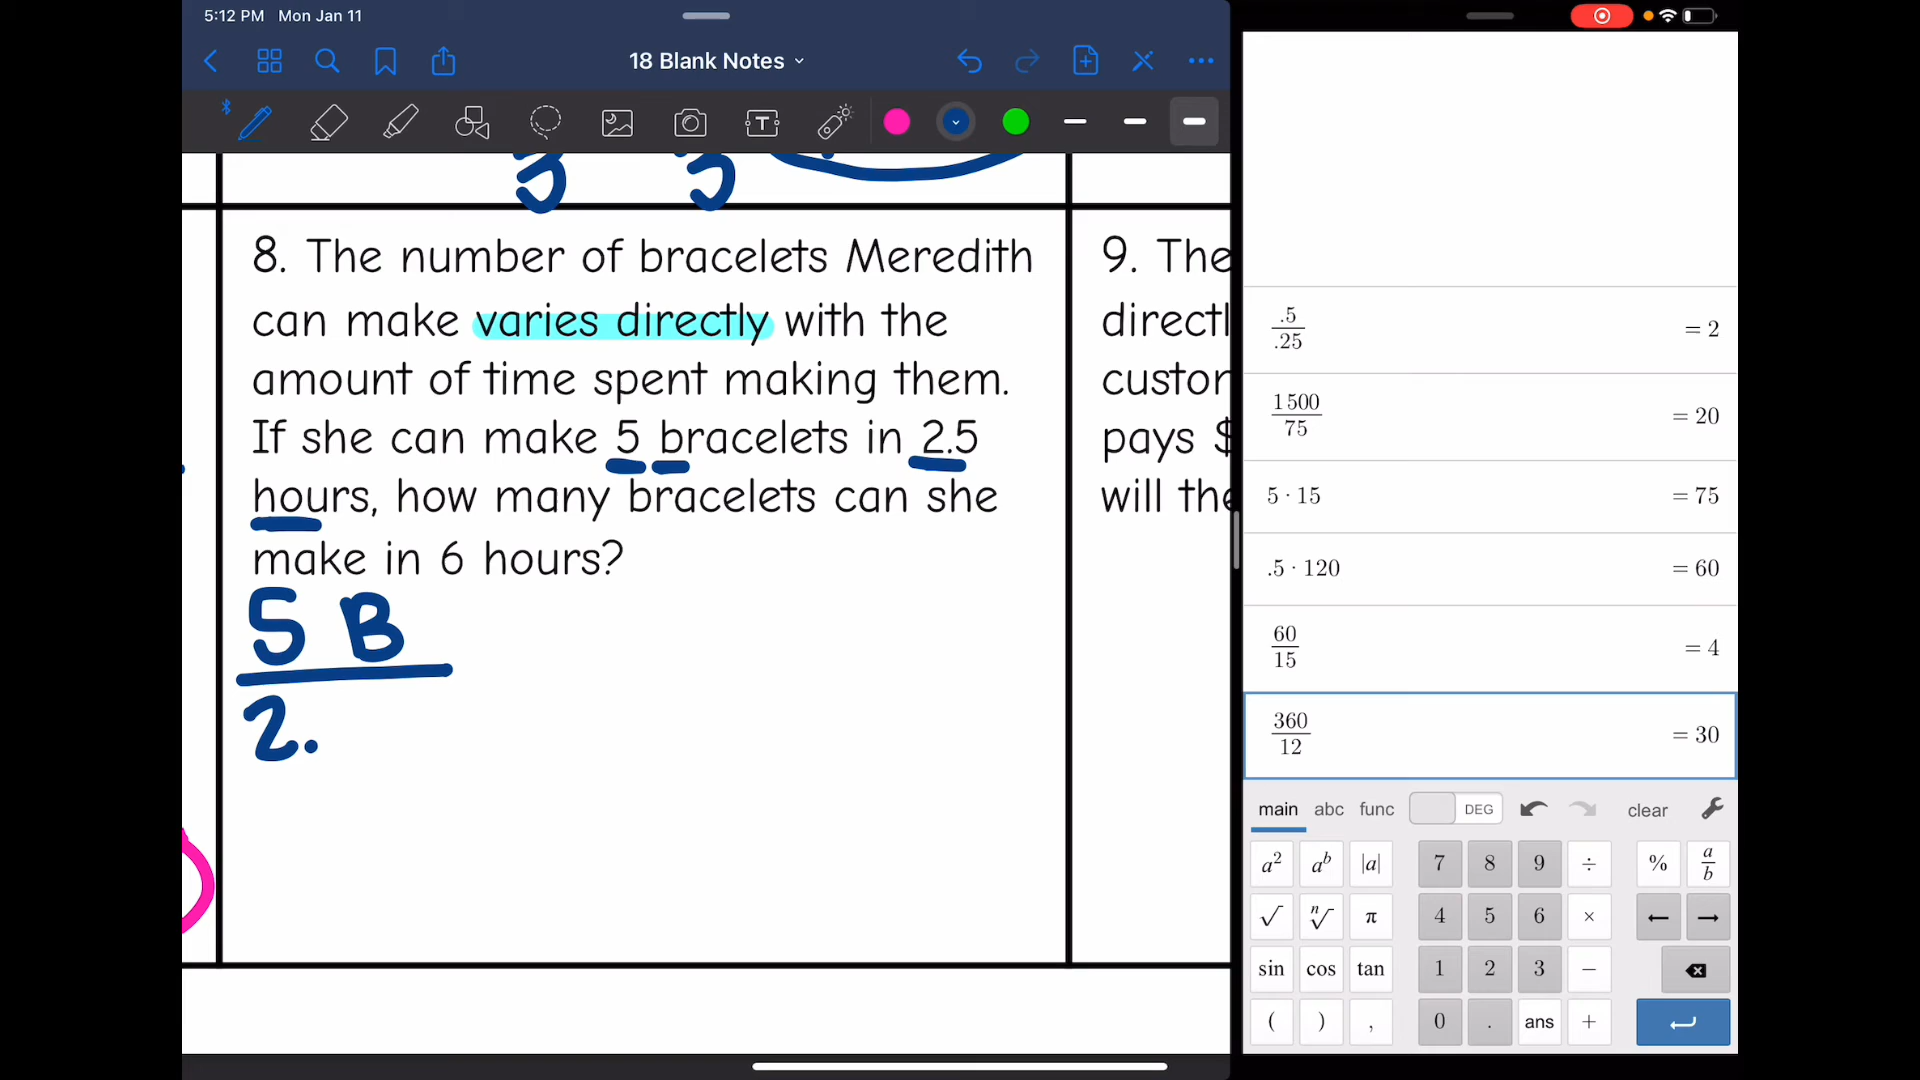 5:12 PM Mon Jan 11
18 Blank Notes
T
8. The number of bracelets Meredith
can make varies directly with the
amount of time spent making them.
If she can make 5 bracelets in 2.5
hours, how many bracelets can she
make in 6 hours?
5 B
2.
9. The
directl
custor
pays $
will the
.5/.25 = 2
1500/75 = 20
5 · 15 = 75
.5 · 120 = 60
60/15 = 4
360/12 = 30
main abc func DEG clear
a² aᵇ |a| 7 8 9 ÷ % a/b
√ ⁿ√ π 4 5 6 × ← →
sin cos tan 1 2 3 −
( ) , 0 . ans +